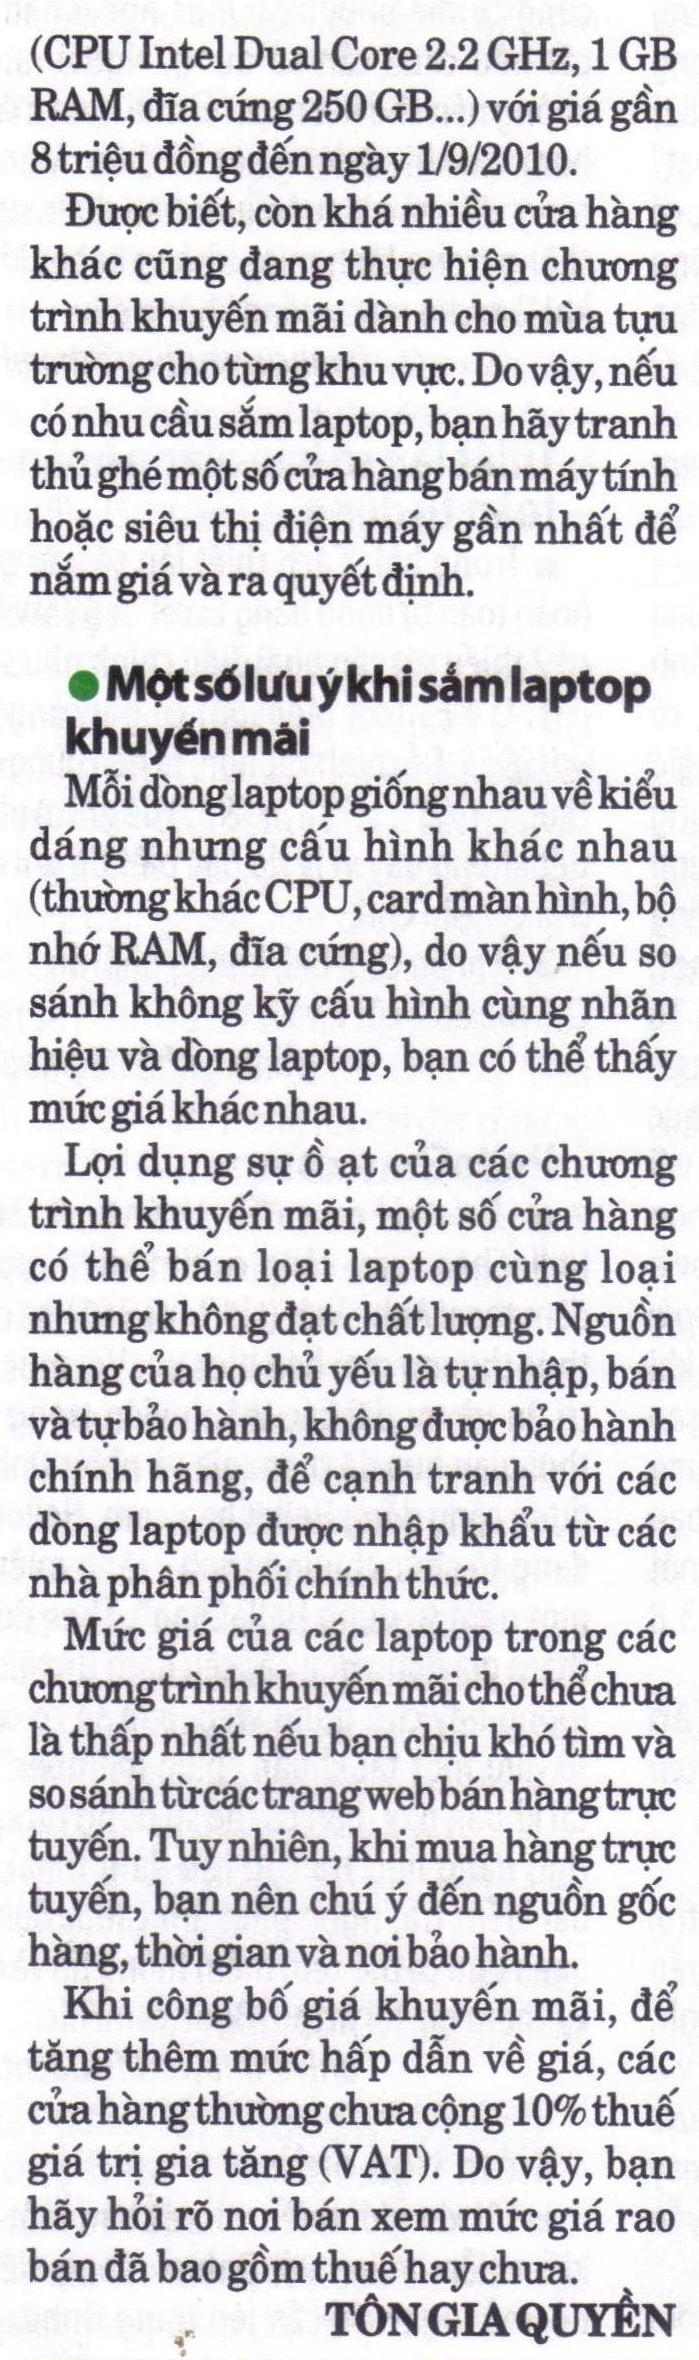 (CPU Intel Dual Core 2.2 GHz, 1 GB
RAM, đĩa cứng 250 GB...) với giá gần
8 triệu đồng đến ngày 1/9/2010.
Được biết, còn khá nhiều cửa hàng
khác cũng đang thực hiện chương
trình khuyến mãi dành cho mùa tựu
trường cho từng khu vực. Do vậy, nếu
có nhu cầu sắm laptop, bạn hãy tranh
thủ ghé một số cửa hàng bán máy tính
hoặc siêu thị điện máy gần nhất để
nắm giá và ra quyết định.
● Một số lưu ý khi sắm laptop
khuyến mãi
Mỗi dòng laptop giống nhau về kiểu
dáng nhưng cấu hình khác nhau
(thường khác CPU, card màn hình, bộ
nhớ RAM, đĩa cứng), do vậy nếu so
sánh không kỹ cấu hình cùng nhãn
hiệu và dòng laptop, bạn có thể thấy
mức giá khác nhau.
Lợi dụng sự ồ ạt của các chương
trình khuyến mãi, một số cửa hàng
có thể bán loại laptop cùng loại
nhưng không đạt chất lượng. Nguồn
hàng của họ chủ yếu là tự nhập, bán
và tự bảo hành, không được bảo hành
chính hãng, để cạnh tranh với các
dòng laptop được nhập khẩu từ các
nhà phân phối chính thức.
Mức giá của các laptop trong các
chương trình khuyến mãi cho thể chưa
là thấp nhất nếu bạn chịu khó tìm và
so sánh từ các trang web bán hàng trực
tuyến. Tuy nhiên, khi mua hàng trực
tuyến, bạn nên chú ý đến nguồn gốc
hàng, thời gian và nơi bảo hành.
Khi công bố giá khuyến mãi, để
tăng thêm mức hấp dẫn về giá, các
cửa hàng thường chưa cộng 10% thuế
giá trị gia tăng (VAT). Do vậy, bạn
hãy hỏi rõ nơi bán xem mức giá rao
bán đã bao gồm thuế hay chưa.
TÔN GIA QUYỀN